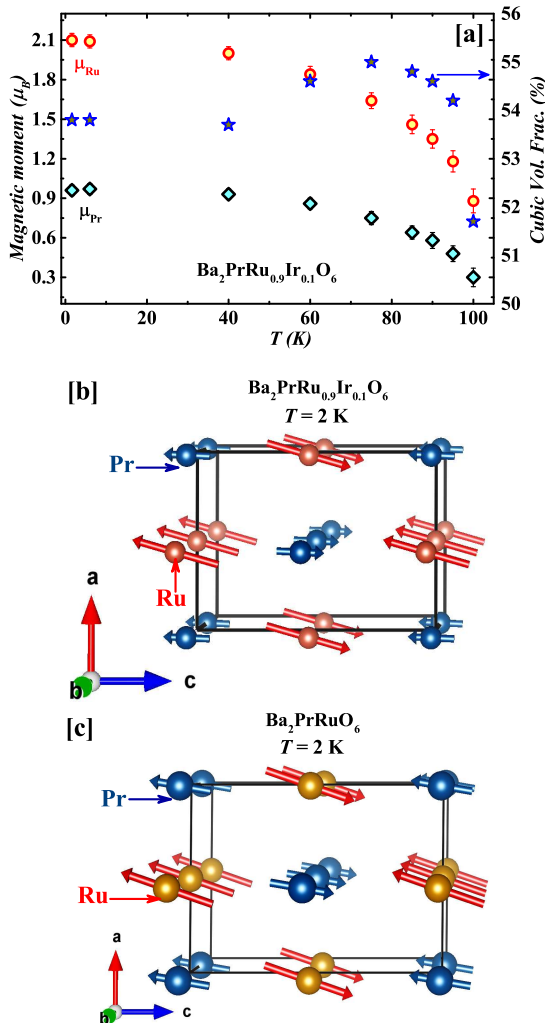 [a]
Magnetic moment (μB)
2.1
1.8
1.5
1.2
0.9
0.6
0.3
μRu
μPr
Ba2PrRu0.9Ir0.1O6
56
55
54
53
52
51
50
Cubic Vol. Frac. (%)
0 20 40 60 80 100
T (K)
[b]
Ba2PrRu0.9Ir0.1O6
T = 2 K
Pr
Ru
a
b
c
[c]
Ba2PrRuO6
T = 2 K
Pr
Ru
a
b
c